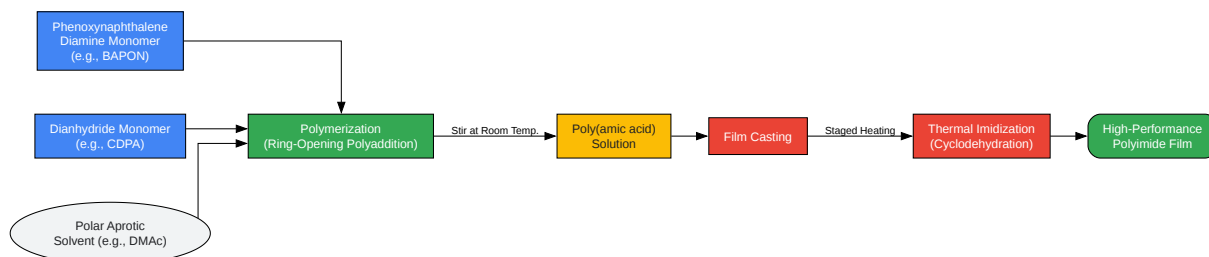 Phenoxynaphthalene
Diamine Monomer
(e.g., BAPON)
Dianhydride Monomer
(e.g., CDPA)
Polar Aprotic
Solvent (e.g., DMAc)
Polymerization
(Ring-Opening Polyaddition)
Stir at Room Temp.
Poly(amic acid)
Solution
Film Casting
Staged Heating
Thermal Imidization
(Cyclodehydration)
High-Performance
Polyimide Film